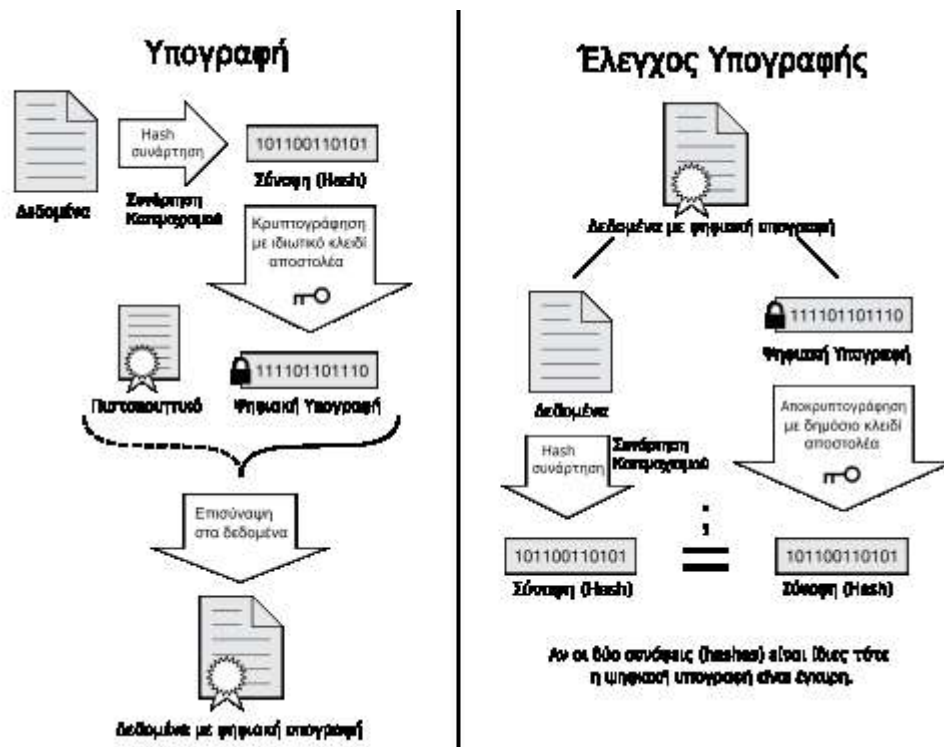 Υπογραφή
Hash
συνάρτηση
101100110101
Σύνοψη (Hash)
Δεδομένα
Συνάρτηση
Κατμαχισμού
Κρυπτογράφηση
με ιδιωτικό κλειδί
αποστολέα
111101101110
Πιστοποιητικό
Ψηφιακή Υπογραφή
Επισύναψη
στα δεδομένα
Δεδομένα με ψηφιακή υπογραφή
Έλεγχος Υπογραφής
Δεδομένα με ψηφιακή υπογραφή
111101101110
Ψηφιακή Υπογραφή
Δεδομένα
Hash
συνάρτηση
Συνάρτηση
Κατμαχισμού
Αποκρυπτογράφηση
με δημόσιο κλειδί
αποστολέα
;
101100110101
=
101100110101
Σύνοψη (Hash)
Σύνοψη (Hash)
Αν οι δύο συνόψεις (hashes) είναι ίδιες τότε
η ψηφιακή υπογραφή είναι έγκυρη.